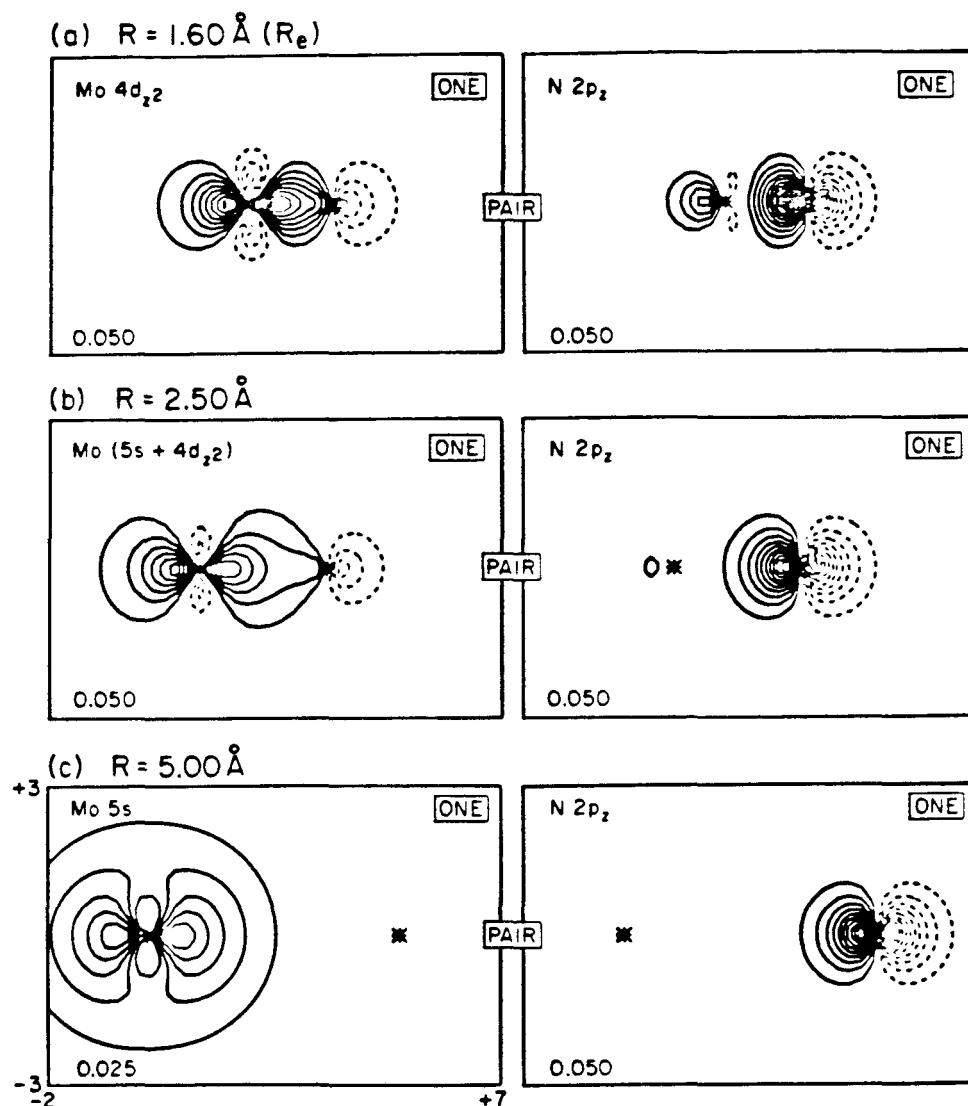 (a) R = 1.60 Å (Re)
Mo 4dz2 ONE N 2pz ONE
PAIR
0.050 0.050
(b) R = 2.50 Å
Mo (5s + 4dz2) ONE N 2pz ONE
PAIR
0.050 0.050
(c) R = 5.00 Å
+3
Mo 5s ONE N 2pz ONE
PAIR
0.025 0.050
-3
-2 +7